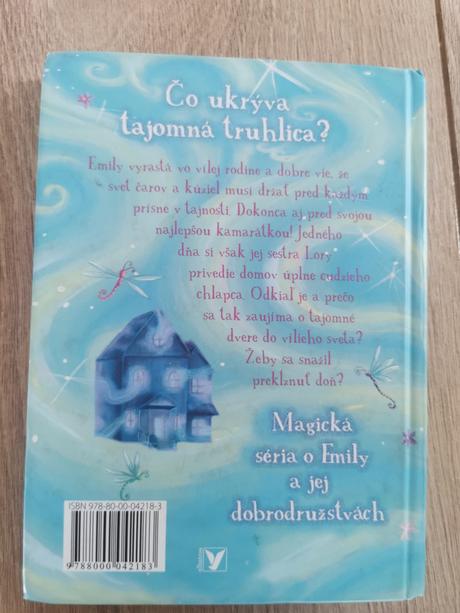 Čo ukrýva
tajomná truhlica?
Emily vyrastá vo vílej rodine a dobre vie, že
svet čarov a kúziel musí držať pred každým
prísne v tajnosti. Dokonca aj pred svojou
najlepšou kamarátkou! Jedného
dňa si však jej sestra Lory
privedie domov úplne cudzieho
chlapca. Odkiaľ je a prečo
sa tak zaujíma o tajomné
dvere do vílieho sveta?
Žeby sa snažil
prekĺznuť doň?
Magická
séria o Emily
a jej
dobrodružstvách
ISBN 978-80-00-04218-3
9788000042183